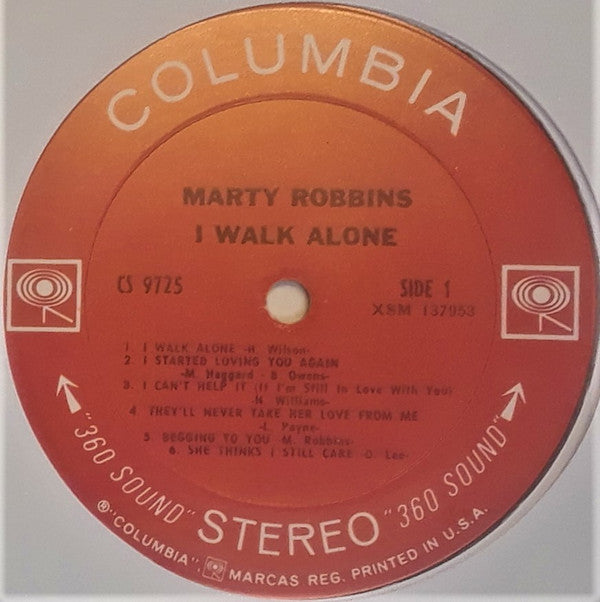 COLUMBIA
MARTY ROBBINS
I WALK ALONE
CS 9725
SIDE 1
XSM 137953
1. I WALK ALONE -H. Wilson-
2. I STARTED LOVING YOU AGAIN
-M. Haggard - B. Owens-
3. I CAN'T HELP IT (If I'm Still In Love With You)
-H. Williams-
4. THEY'LL NEVER TAKE HER LOVE FROM ME
-L. Payne-
5. BEGGING TO YOU M. Robbins-
6. SHE THINKS I STILL CARE D. Lee-
"360 SOUND" STEREO "360 SOUND"
® "COLUMBIA", MARCAS REG. PRINTED IN U.S.A.